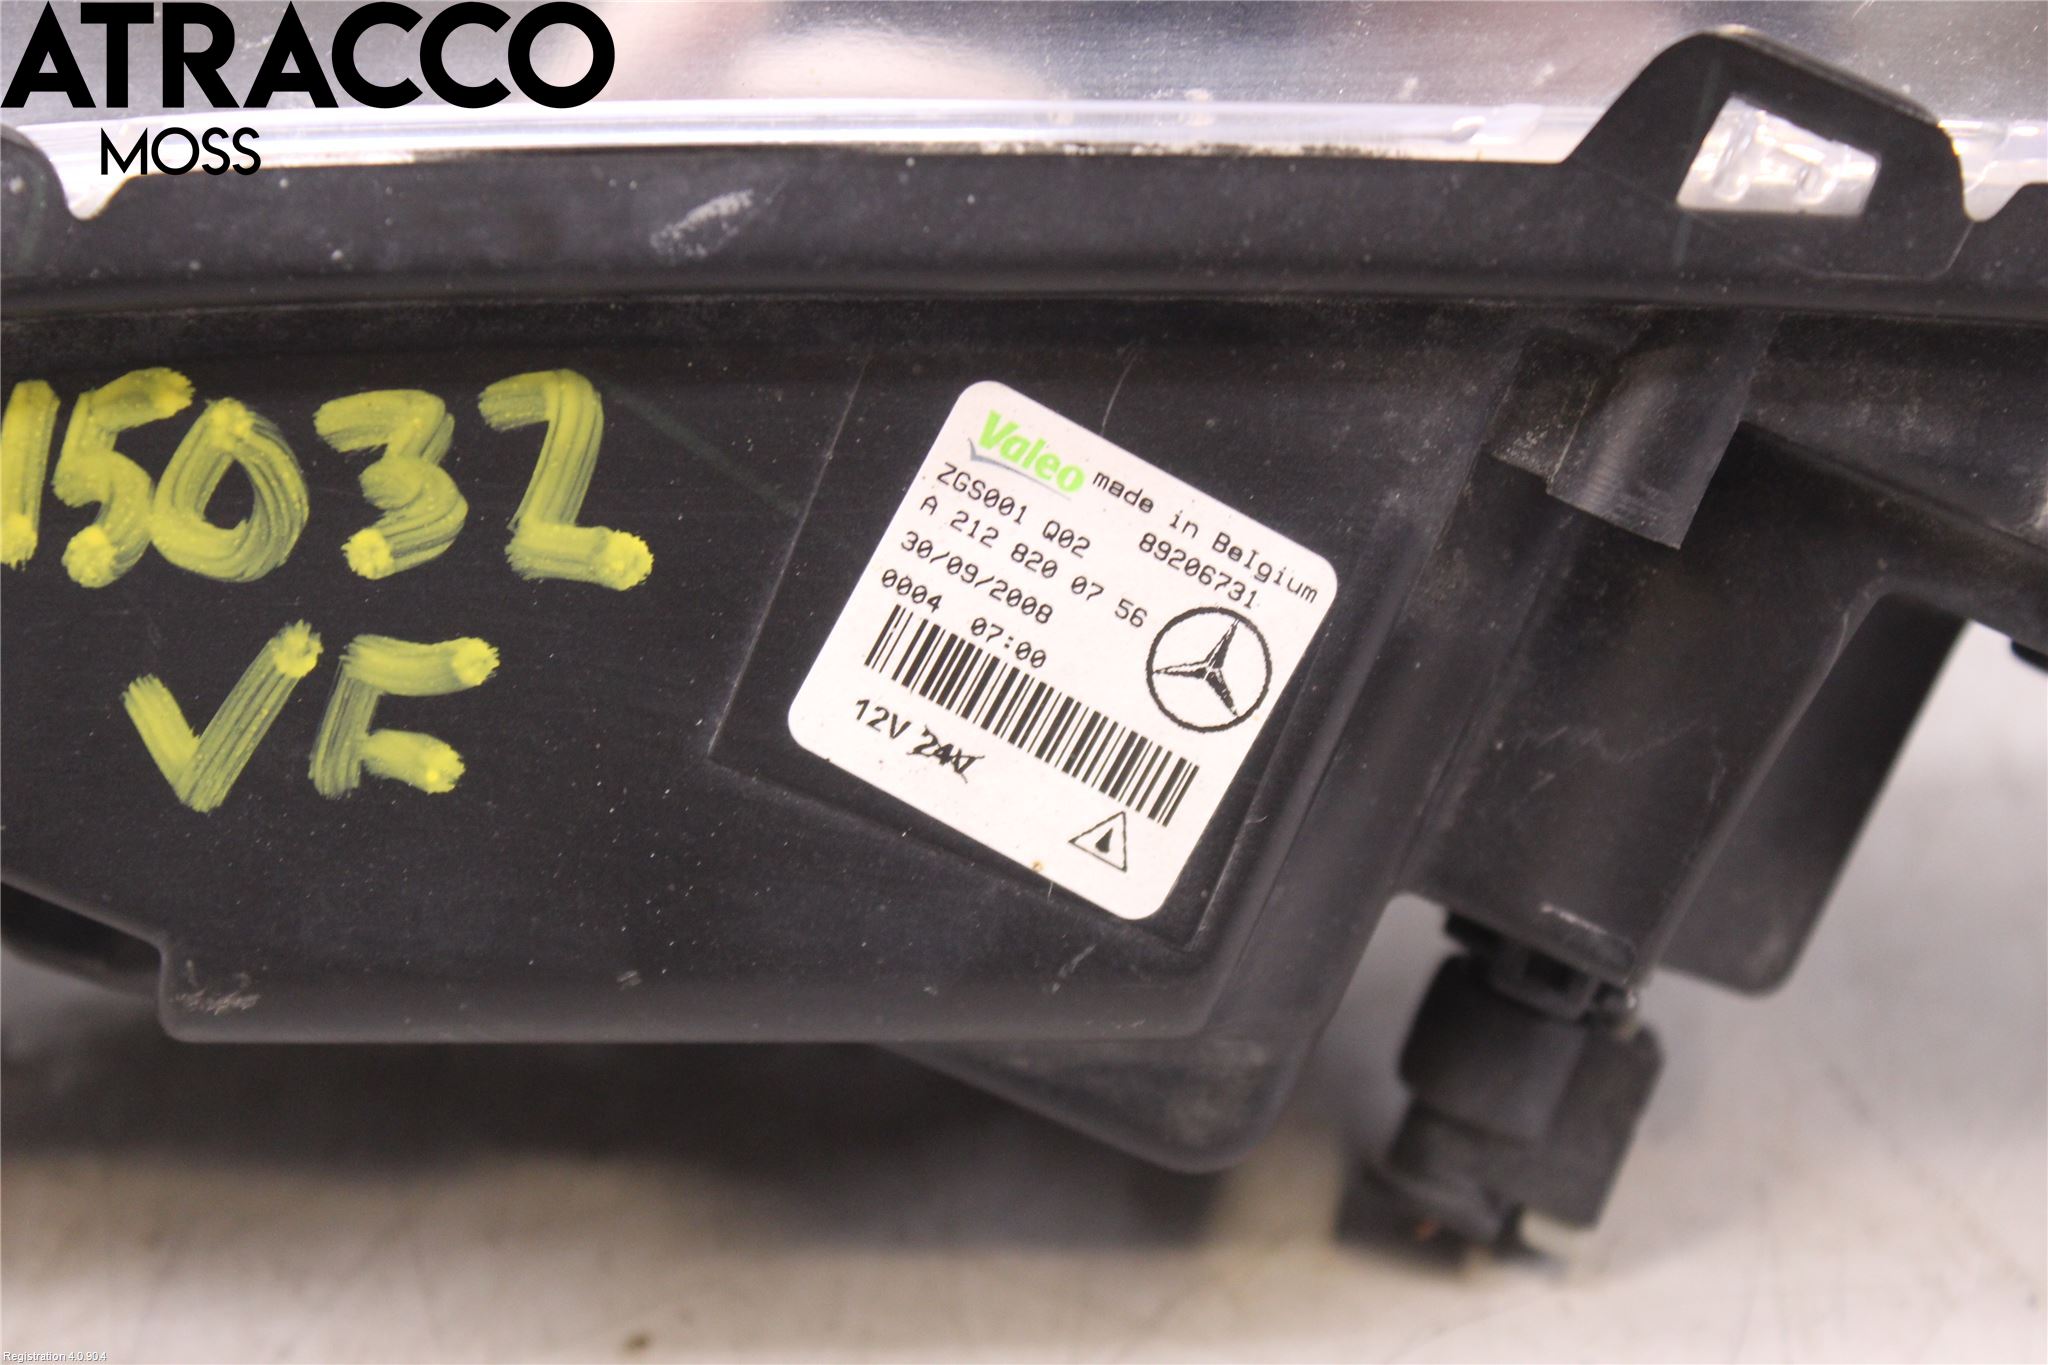 ATRACCO
MOSS
15032
VF
Valeo made in Belgium
ZGS001 Q02 89206731
A 212 820 07 56
30/09/2008
0004 07:00
12V 24V
Registration 4.0.90.4